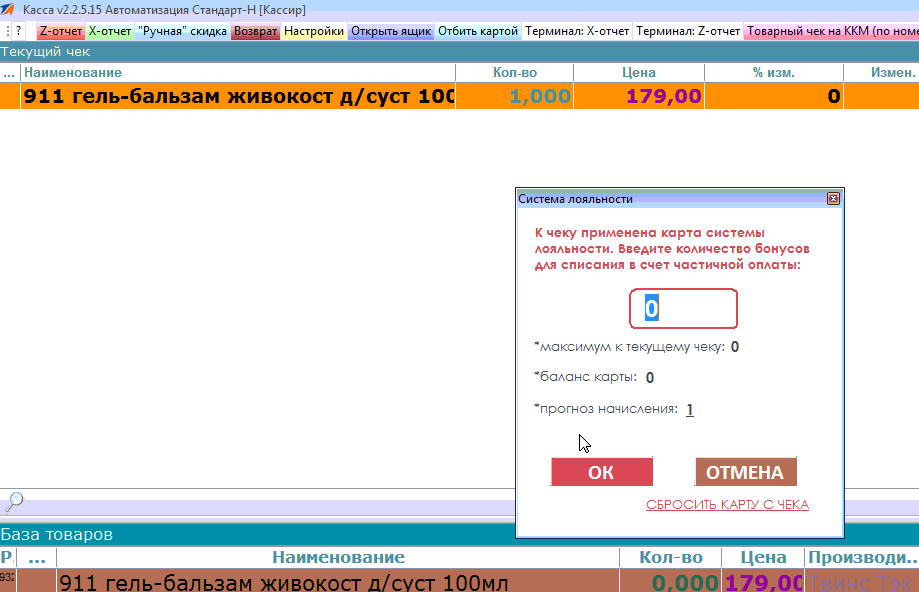 Касса v2.2.5.15 Автоматизация Стандарт-Н [Кассир]
? Z-отчет X-отчет "Ручная" скидка Возврат Настройки Открыть ящик Отбить картой Терминал: X-отчет Терминал: Z-отчет Товарный чек на ККМ (по номе
Текущий чек
... Наименование Кол-во Цена % изм. Измен.
911 гель-бальзам живокост д/суст 100 1,000 179,00 0
Система лояльности
К чеку применена карта системы
лояльности. Введите количество бонусов
для списания в счет частичной оплаты:
0
*максимум к текущему чеку: 0
*баланс карты: 0
*прогноз начисления: 1
ОК ОТМЕНА
СБРОСИТЬ КАРТУ С ЧЕКА
База товаров
Р. ... Наименование Кол-во Цена Производи...
932 911 гель-бальзам живокост д/суст 100мл 0,000 179,00 Твинс Тэк